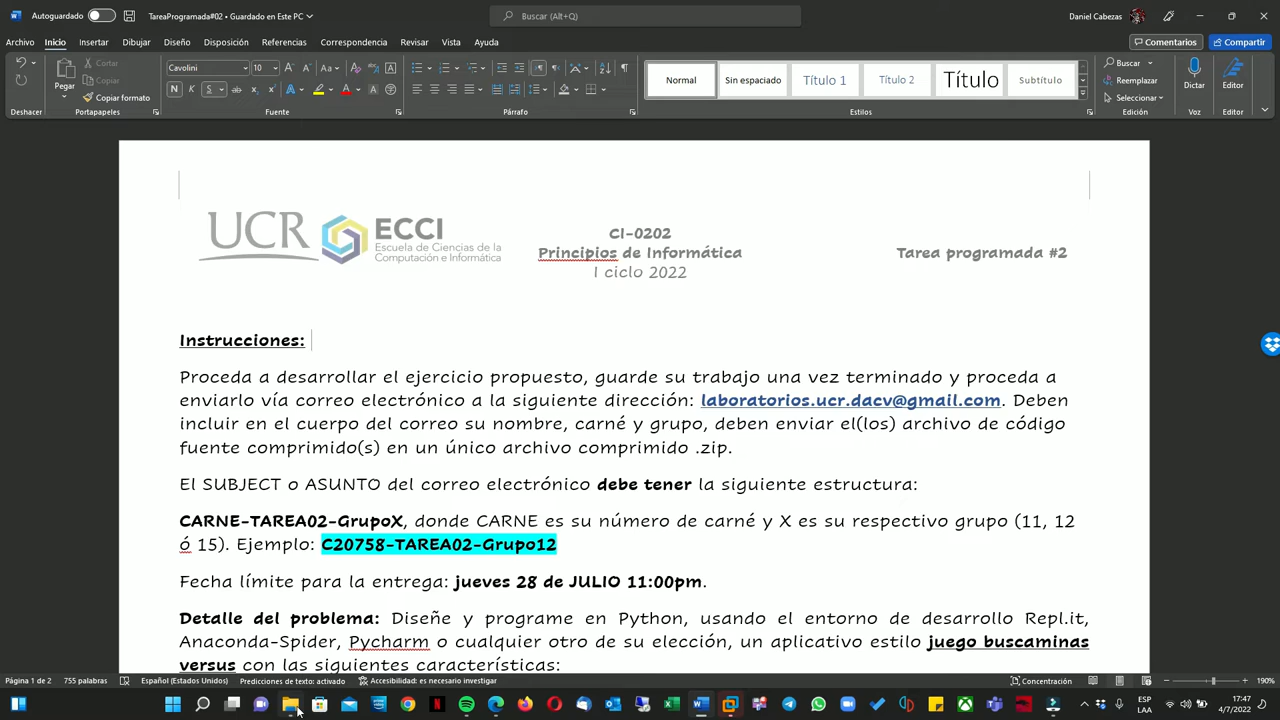 Autoguardado
TareaProgramada#02 • Guardado en Este PC
Buscar (Alt+Q)
Daniel Cabezas
Archivo Inicio Insertar Dibujar Diseño Disposición Referencias Correspondencia Revisar Vista Ayuda
Comentarios Compartir
Pegar
Cortar
Copiar
Copiar formato
Cavolini 10
Normal Sin espaciado Título 1 Título 2 Título Subtítulo
Buscar
Reemplazar
Seleccionar
Dictar Editor
Deshacer Portapapeles Fuente Párrafo Estilos Edición Voz Editor
UCR ECCI
Escuela de Ciencias de la
Computación e Informática
CI-0202
Principios de Informática
I ciclo 2022
Tarea programada #2
Instrucciones:
Proceda a desarrollar el ejercicio propuesto, guarde su trabajo una vez terminado y proceda a
enviarlo vía correo electrónico a la siguiente dirección: laboratorios.ucr.dacv@gmail.com. Deben
incluir en el cuerpo del correo su nombre, carné y grupo, deben enviar el(los) archivo de código
fuente comprimido(s) en un único archivo comprimido .zip.
El SUBJECT o ASUNTO del correo electrónico debe tener la siguiente estructura:
CARNE-TAREA02-GrupoX, donde CARNE es su número de carné y X es su respectivo grupo (11, 12
ó 15). Ejemplo: C20758-TAREA02-Grupo12
Fecha límite para la entrega: jueves 28 de JULIO 11:00pm.
Detalle del problema: Diseñe y programe en Python, usando el entorno de desarrollo Repl.it,
Anaconda-Spider, Pycharm o cualquier otro de su elección, un aplicativo estilo juego buscaminas
versus con las siguientes características:
Página 1 de 2 755 palabras Español (Estados Unidos) Predicciones de texto: activado Accesibilidad: es necesario investigar
Concentración 190%
ESP
LAA
17:47
4/7/2022